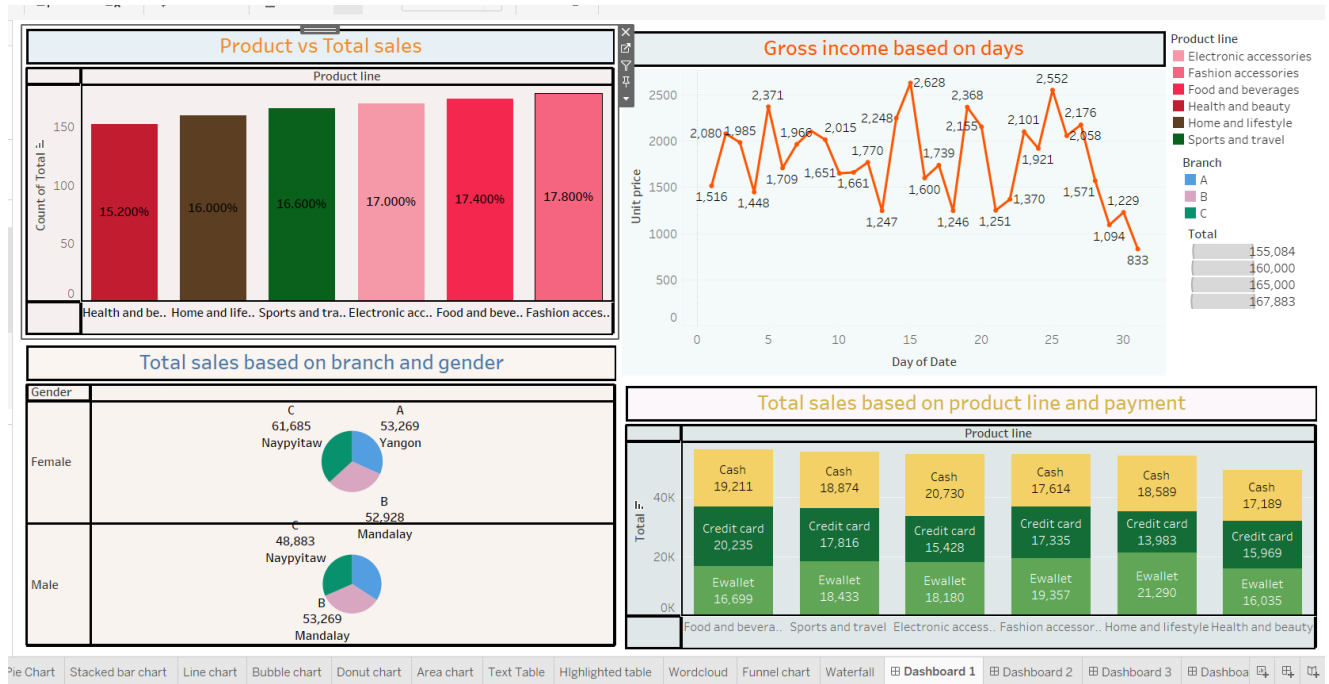 Product vs Total sales
Product line
Count of Total
150
100
50
0
15.200%
16.000%
16.600%
17.000%
17.400%
17.800%
Health and be..
Home and life..
Sports and tra..
Electronic acc..
Food and beve..
Fashion acces..
Gross income based on days
Unit price
2500
2000
1500
1000
500
0
1,516
2,080
1,985
1,448
2,371
1,709
1,966
2,015
1,651
1,661
1,770
1,247
2,248
2,628
1,600
1,739
1,246
2,368
2,155
1,251
1,370
2,101
1,921
2,552
2,058
2,176
1,571
1,094
1,229
833
0
5
10
15
20
25
30
Day of Date
Product line
Electronic accessories
Fashion accessories
Food and beverages
Health and beauty
Home and lifestyle
Sports and travel
Branch
A
B
C
Total
155,084
160,000
165,000
167,883
Total sales based on branch and gender
Gender
Female
C
61,685
Naypyitaw
A
53,269
Yangon
B
52,928
Mandalay
Male
C
48,883
Naypyitaw
B
53,269
Mandalay
Total sales based on product line and payment
Product line
Total
40K
20K
0K
Cash
19,211
Credit card
20,235
Ewallet
16,699
Cash
18,874
Credit card
17,816
Ewallet
18,433
Cash
20,730
Credit card
15,428
Ewallet
18,180
Cash
17,614
Credit card
17,335
Ewallet
19,357
Cash
18,589
Credit card
13,983
Ewallet
21,290
Cash
17,189
Credit card
15,969
Ewallet
16,035
Food and bevera..
Sports and travel
Electronic access..
Fashion accessor..
Home and lifestyle
Health and beauty
Pie Chart
Stacked bar chart
Line chart
Bubble chart
Donut chart
Area chart
Text Table
HIghlighted table
Wordcloud
Funnel chart
Waterfall
Dashboard 1
Dashboard 2
Dashboard 3
Dashboa